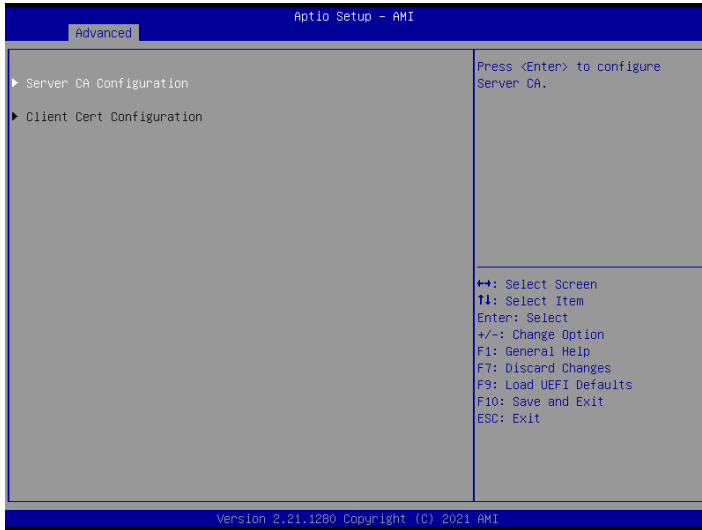 Aptio Setup – AMI
Advanced
▶ Server CA Configuration
▶ Client Cert Configuration
Press <Enter> to configure
Server CA.
↔: Select Screen
↑↓: Select Item
Enter: Select
+/-: Change Option
F1: General Help
F7: Discard Changes
F9: Load UEFI Defaults
F10: Save and Exit
ESC: Exit
Version 2.21.1280 Copyright (C) 2021 AMI